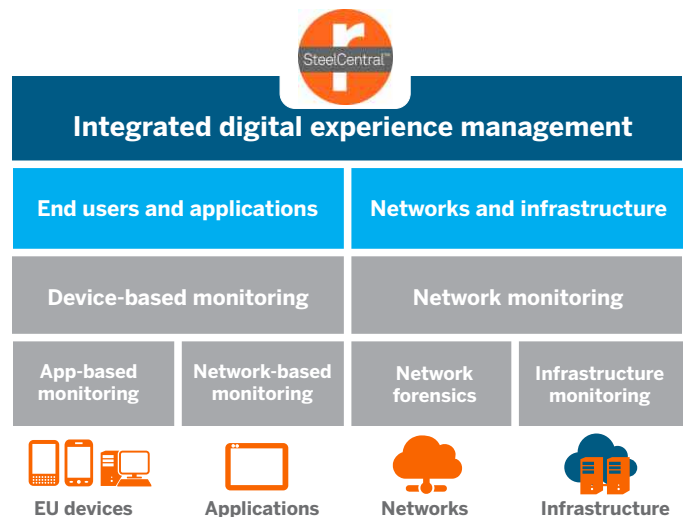 SteelCentral™
Integrated digital experience management
End users and applications
Networks and infrastructure
Device-based monitoring
Network monitoring
App-based
monitoring
Network-based
monitoring
Network
forensics
Infrastructure
monitoring
EU devices
Applications
Networks
Infrastructure